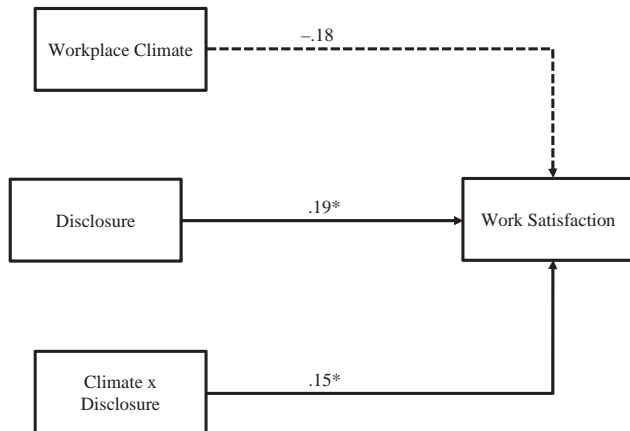 Workplace Climate
–.18
Disclosure
.19*
Work Satisfaction
Climate x
Disclosure
.15*